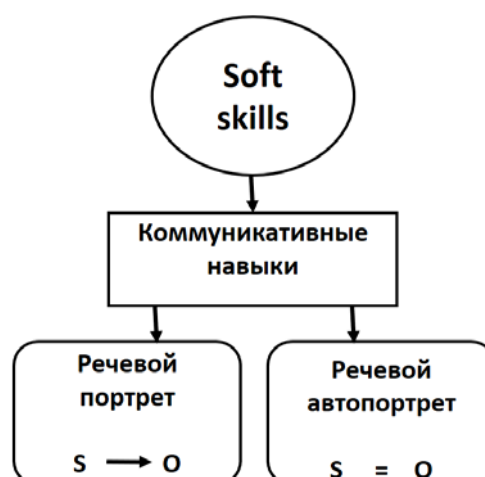 Soft
skills
Коммуникативные
навыки
Речевой
портрет
S → O
Речевой
автопортрет
S = O